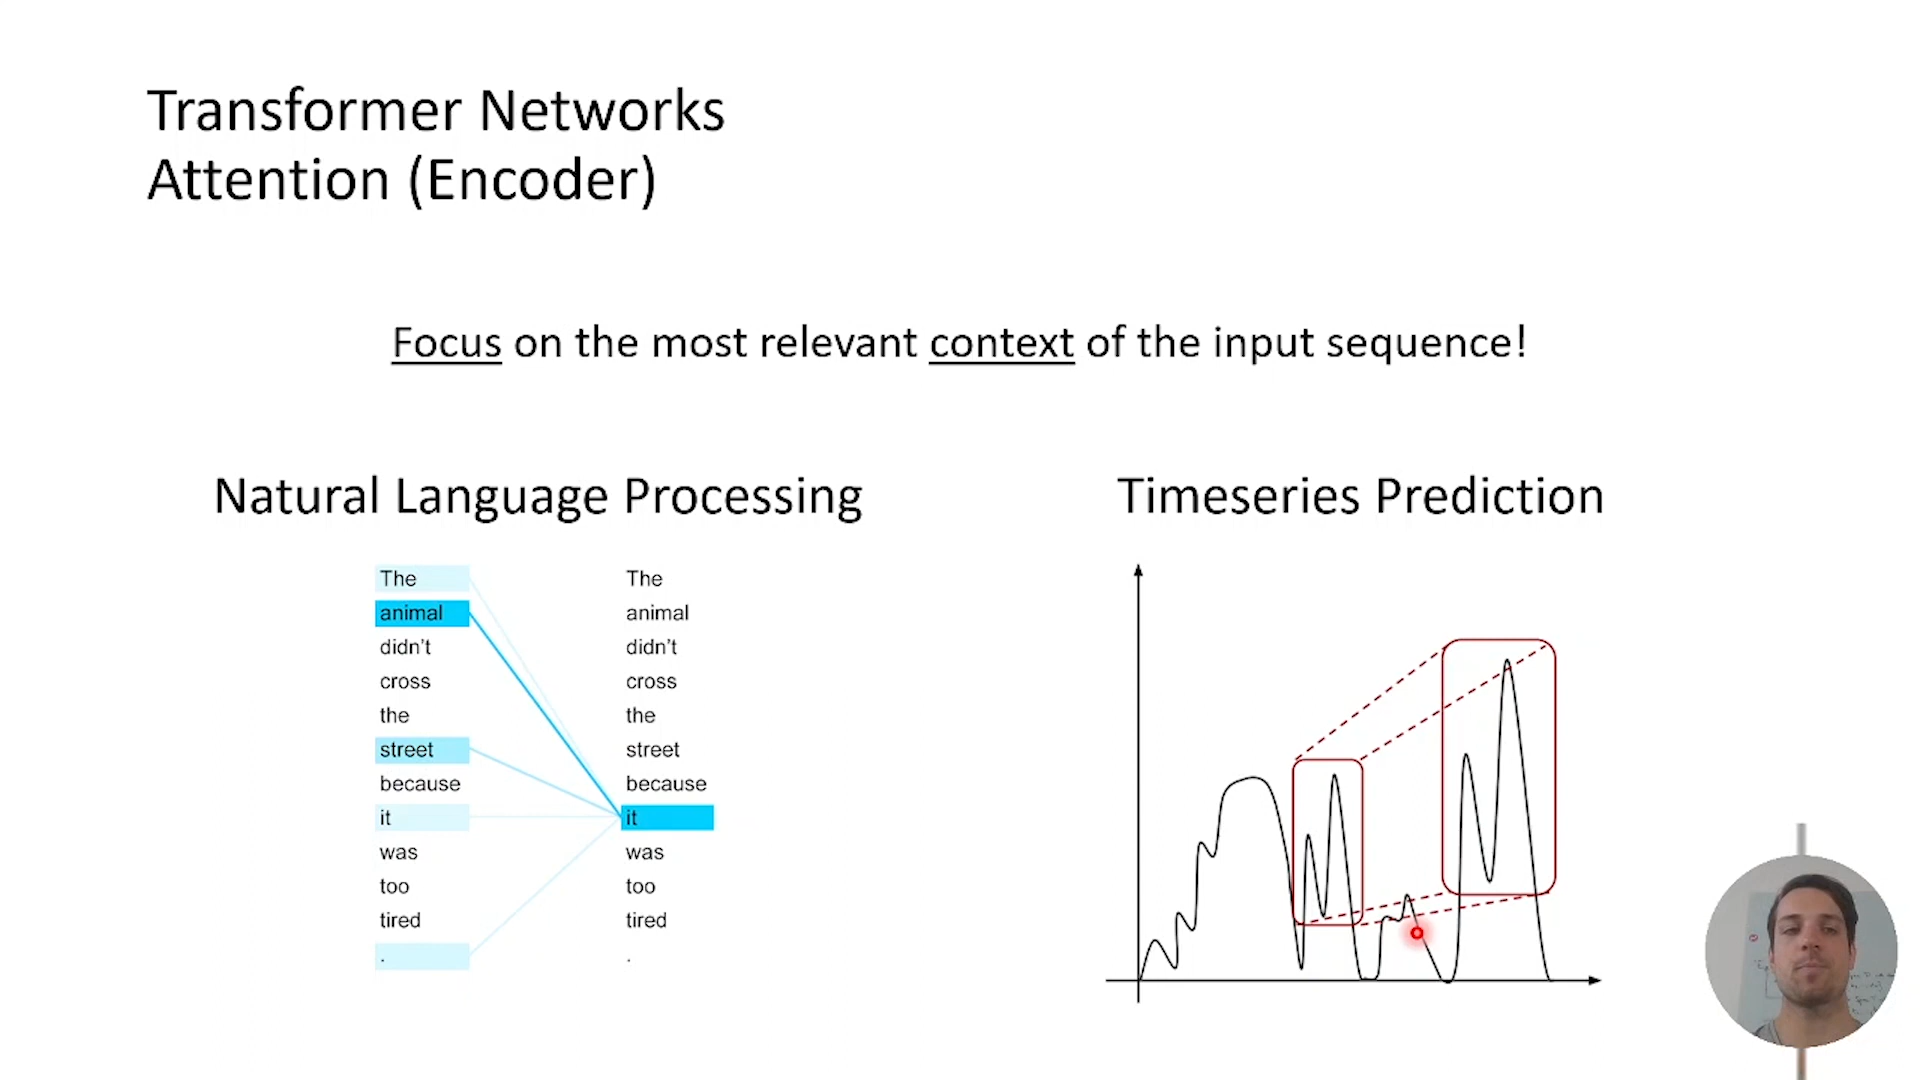 Transformer Networks
Attention (Encoder)
Focus on the most relevant context of the input sequence!
Natural Language Processing
The
animal
didn't
cross
the
street
because
it
was
too
tired
.
The
animal
didn't
cross
the
street
because
it
was
too
tired
.
Timeseries Prediction